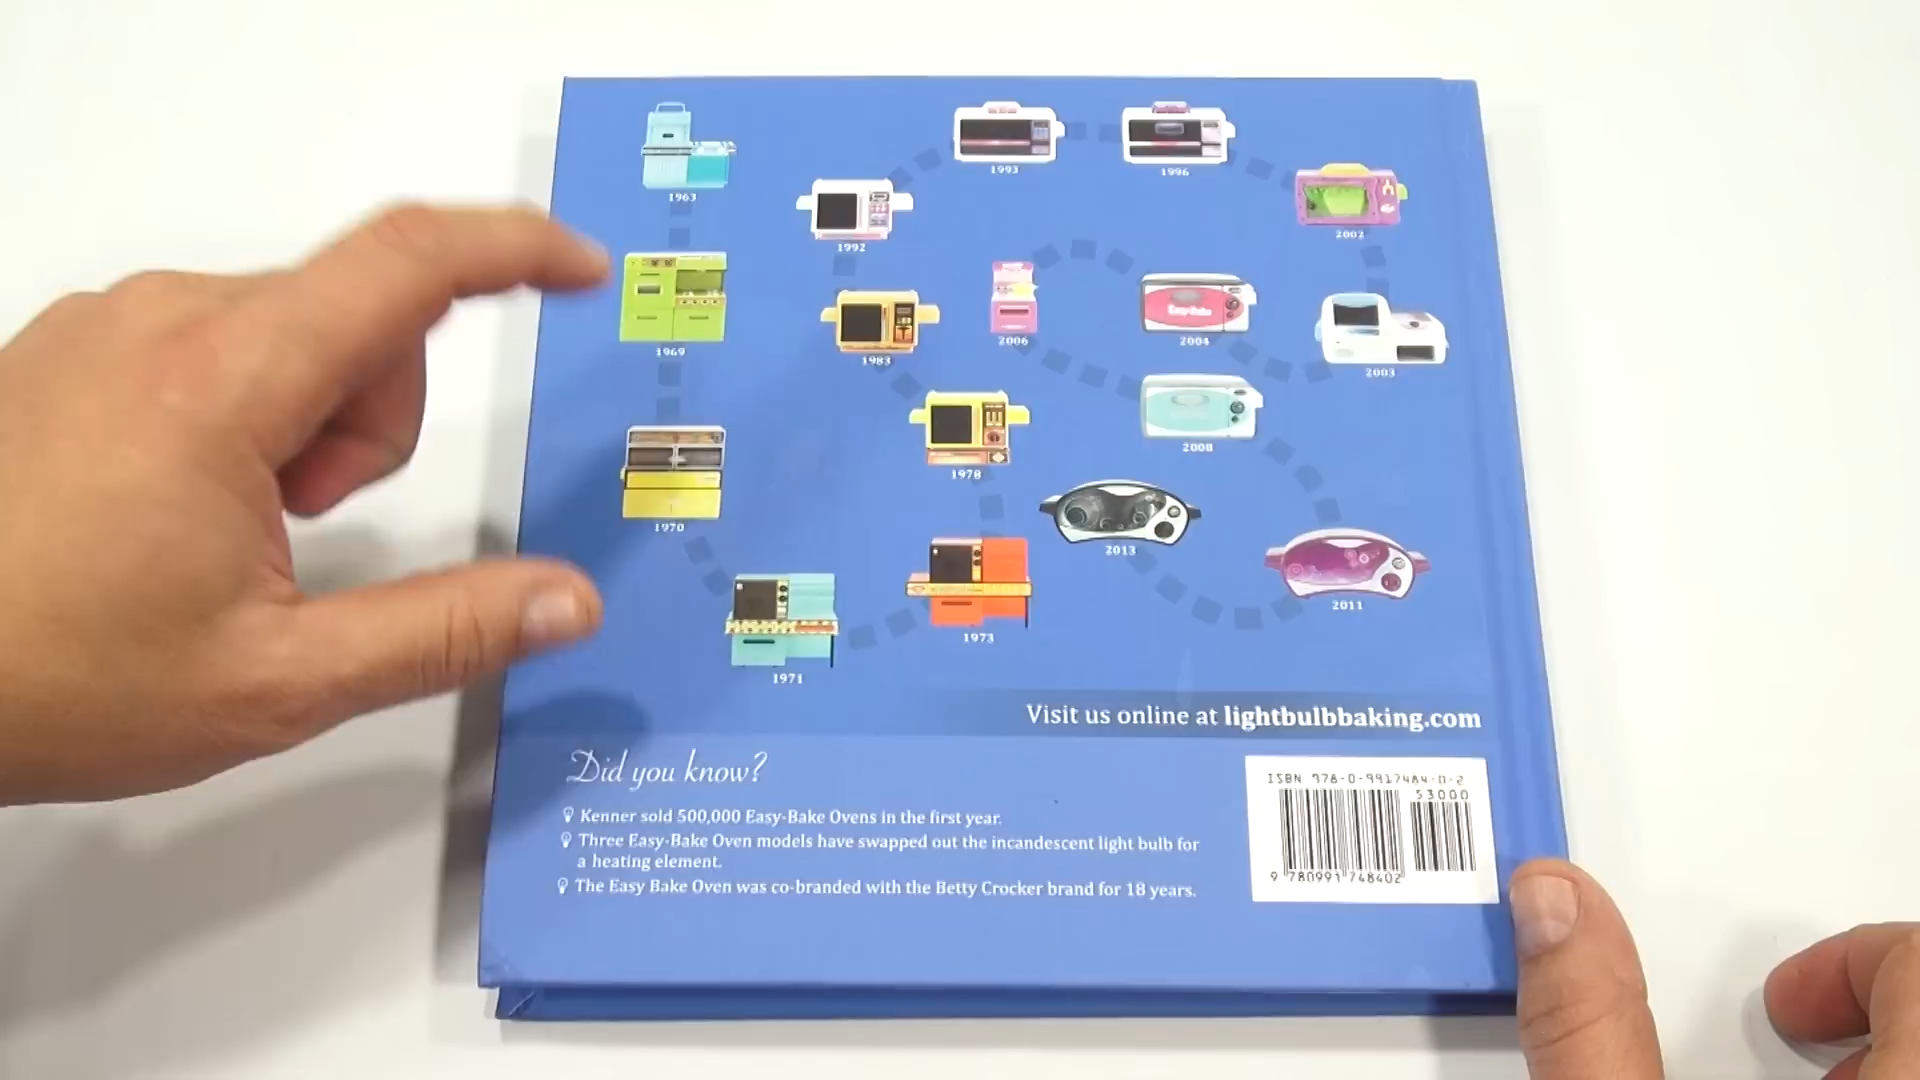 1963
1993
1996
2002
1992
1969
1983
2006
Easy-Bake
2004
2003
1978
2008
1970
2013
2011
1973
1971
Visit us online at lightbulbbaking.com
Did you know?
Kenner sold 500,000 Easy-Bake Ovens in the first year.
Three Easy-Bake Oven models have swapped out the incandescent light bulb for
a heating element.
The Easy Bake Oven was co-branded with the Betty Crocker brand for 18 years.
ISBN 978-0-9917484-0-2
53000
9 780991 748402